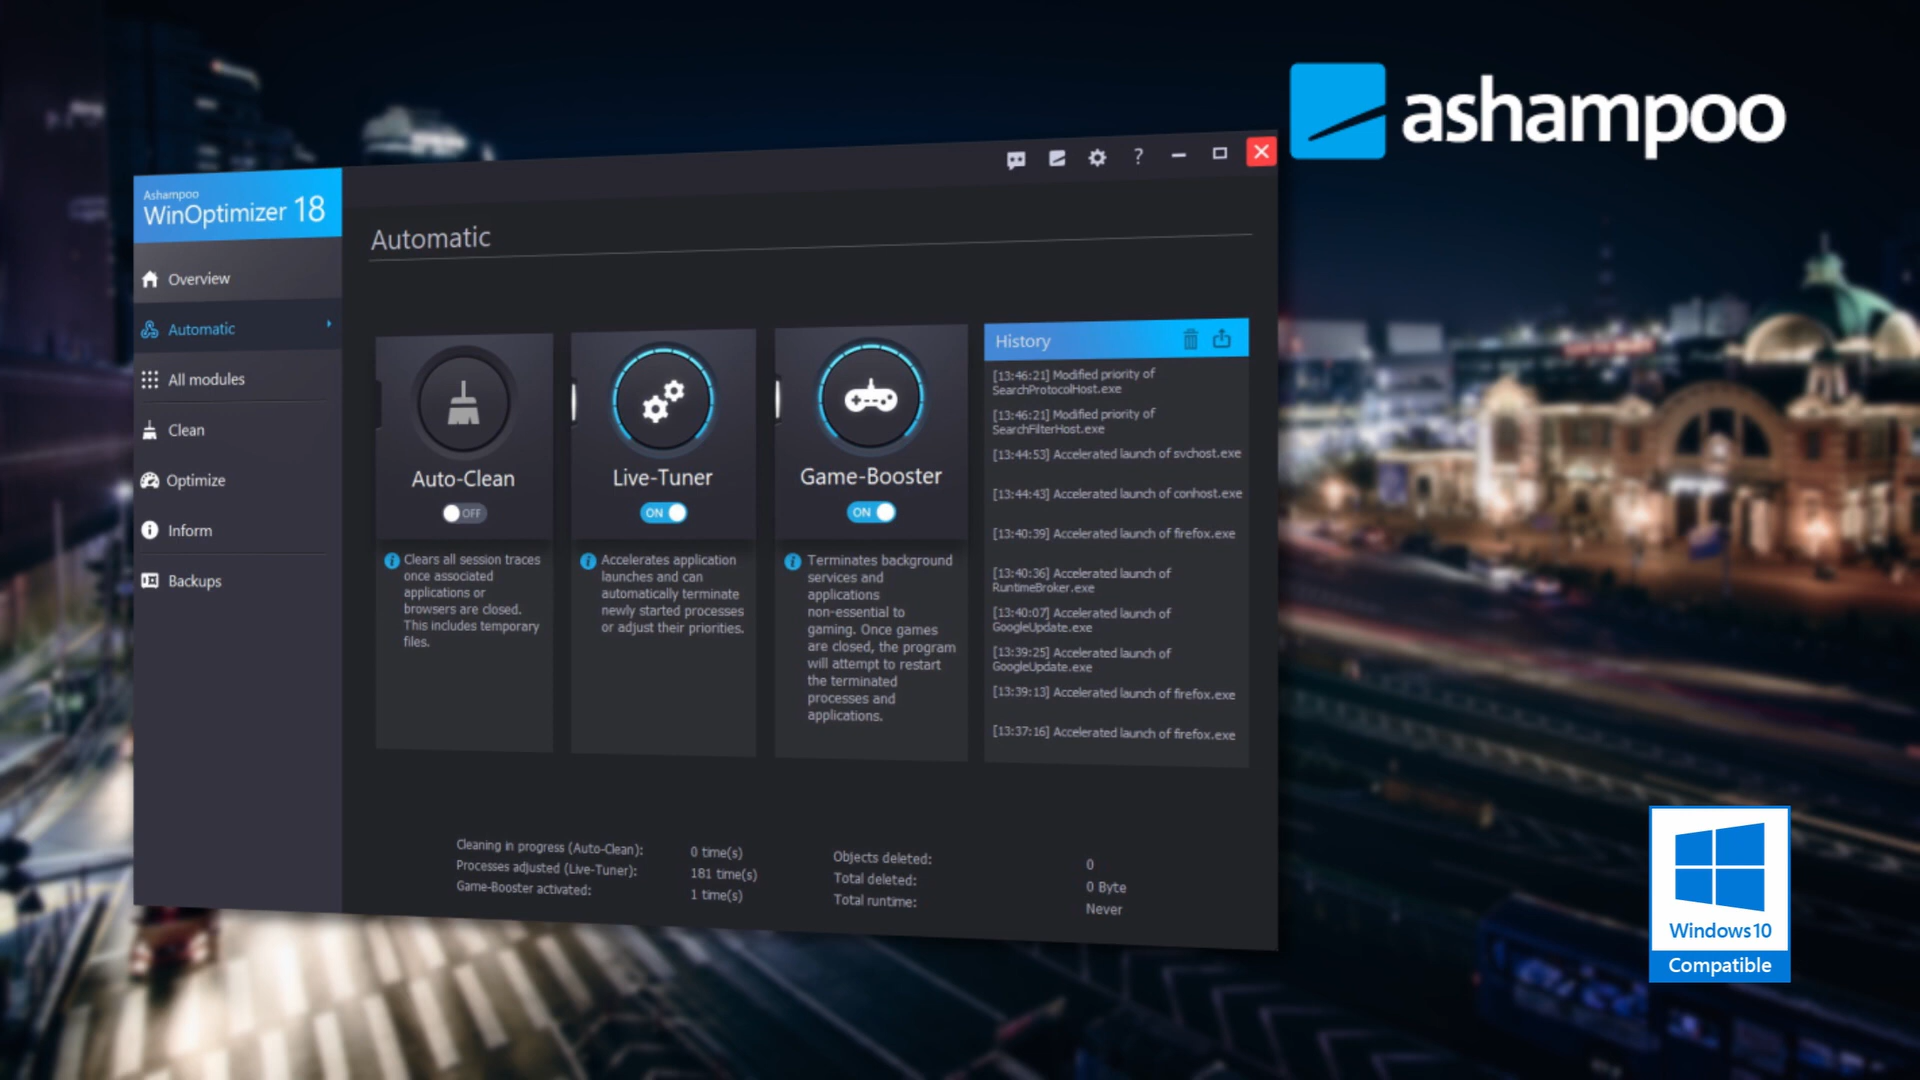 ashampoo
Ashampoo
WinOptimizer 18
?
Overview
Automatic
All modules
Clean
Optimize
Inform
Backups
Automatic
Auto-Clean
OFF
Clears all session traces
once associated
applications or
browsers are closed.
This includes temporary
files.
Live-Tuner
ON
Accelerates application
launches and can
automatically terminate
newly started processes
or adjust their priorities.
Game-Booster
ON
Terminates background
services and
applications
non-essential to
gaming. Once games
are closed, the program
will attempt to restart
the terminated
processes and
applications.
History
[13:46:21] Modified priority of
SearchProtocolHost.exe
[13:46:21] Modified priority of
SearchFilterHost.exe
[13:44:53] Accelerated launch of svchost.exe
[13:44:43] Accelerated launch of conhost.exe
[13:40:39] Accelerated launch of firefox.exe
[13:40:36] Accelerated launch of
RuntimeBroker.exe
[13:40:07] Accelerated launch of
GoogleUpdate.exe
[13:39:25] Accelerated launch of
GoogleUpdate.exe
[13:39:13] Accelerated launch of firefox.exe
[13:37:16] Accelerated launch of firefox.exe
Cleaning in progress (Auto-Clean): 0 time(s)
Processes adjusted (Live-Tuner): 181 time(s)
Game-Booster activated: 1 time(s)
Objects deleted: 0
Total deleted: 0 Byte
Total runtime: Never
Windows10
Compatible